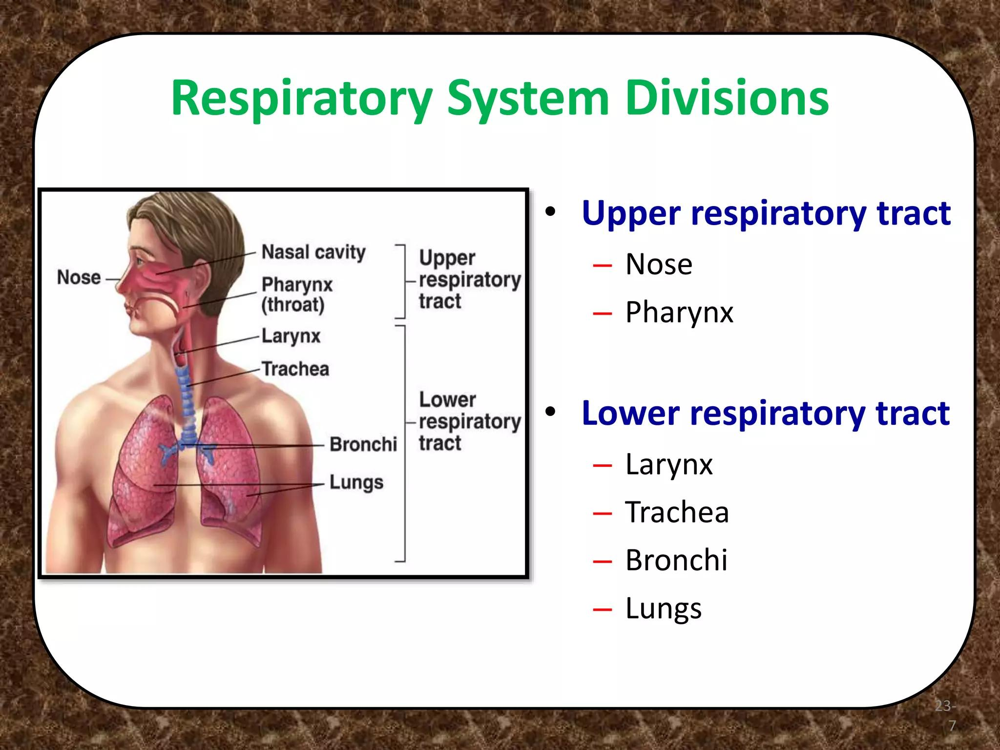 Respiratory System Divisions
Nose
Nasal cavity
Pharynx
(throat)
Larynx
Trachea
Bronchi
Lungs
Upper
respiratory
tract
Lower
respiratory
tract
• Upper respiratory tract
– Nose
– Pharynx
• Lower respiratory tract
– Larynx
– Trachea
– Bronchi
– Lungs
23-
7